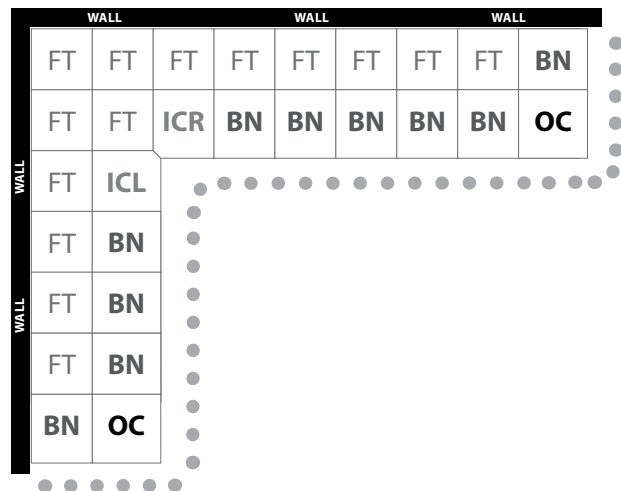 WALL WALL WALL
FT FT FT FT FT FT FT FT BN
FT FT ICR BN BN BN BN BN OC
WALL
FT ICL
FT BN
WALL
FT BN
FT BN
BN OC